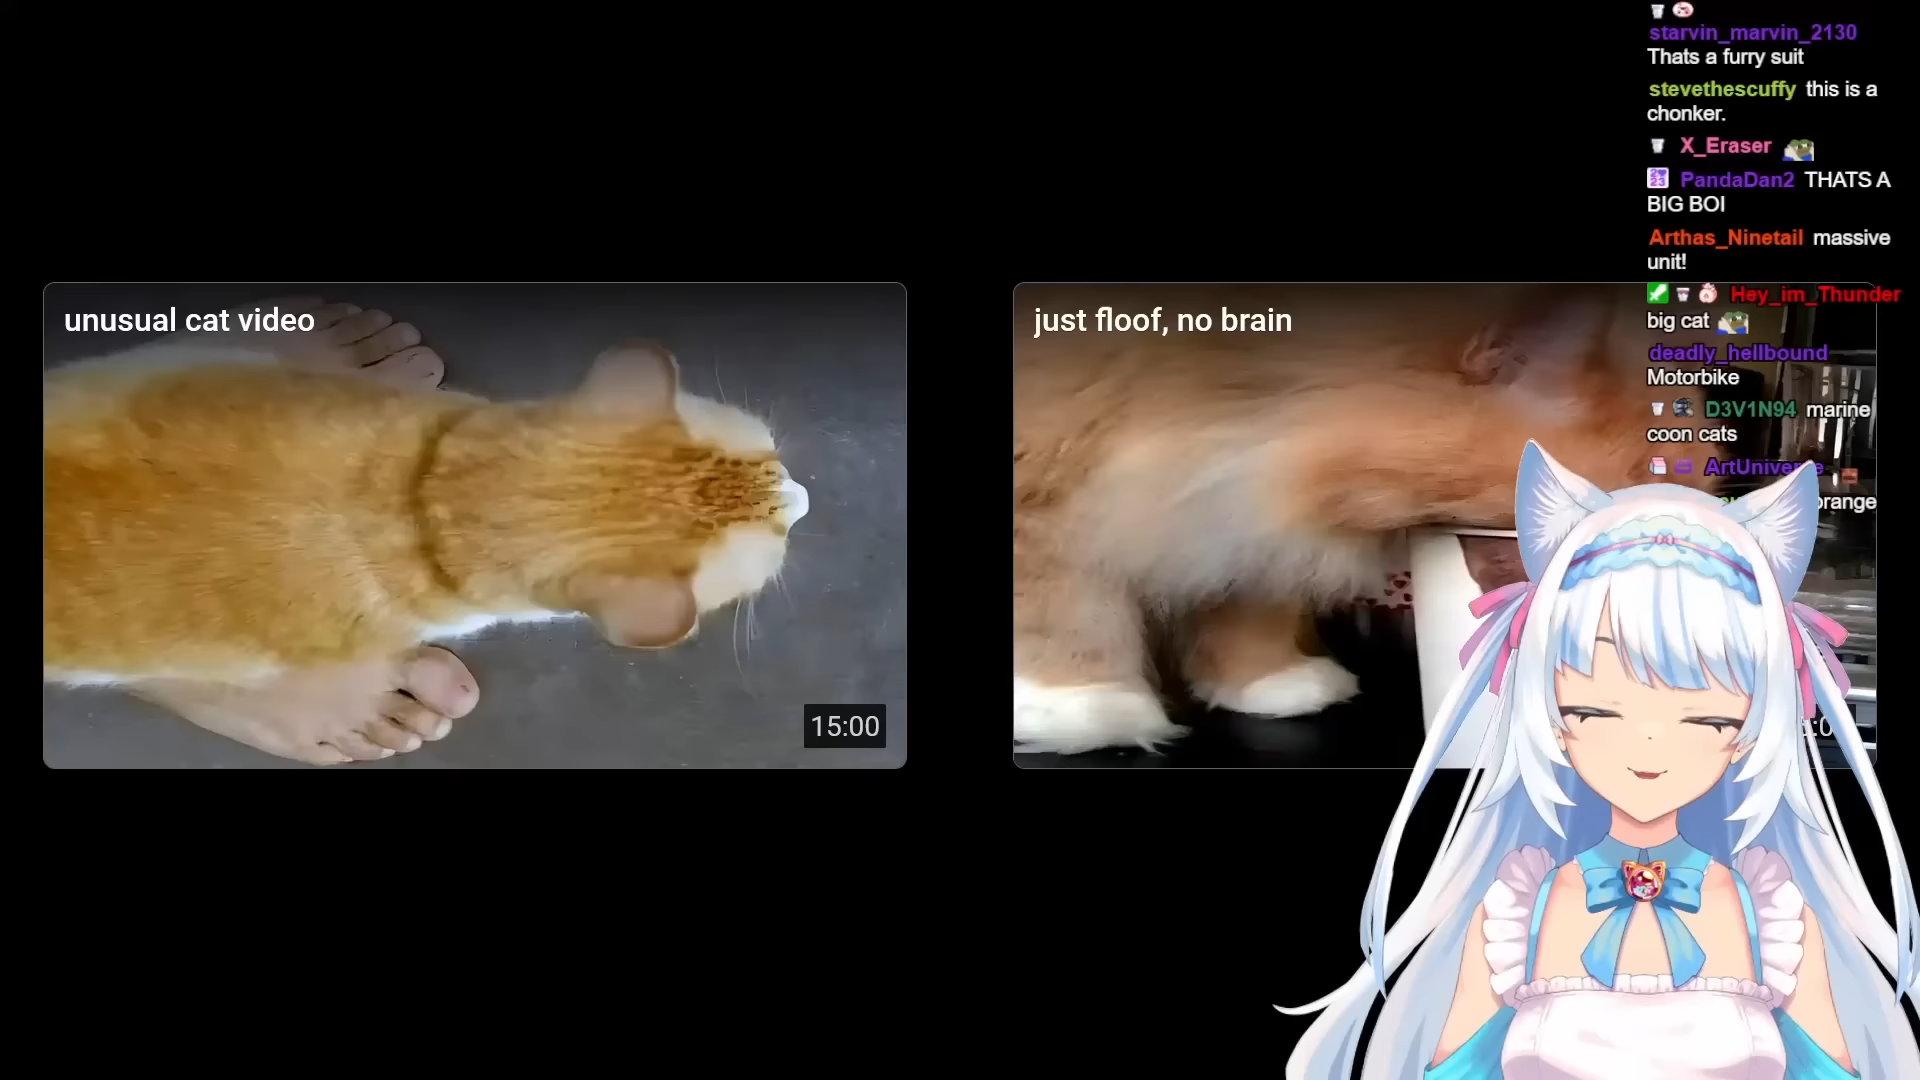 starvin_marvin_2130
Thats a furry suit
stevethescuffy this is a
chonker.
X_Eraser
PandaDan2 THATS A
BIG BOI
Arthas_Ninetail massive
unit!
Hey_im_Thunder
big cat
deadly_hellbound
Motorbike
D3V1N94 marine
coon cats
orange
unusual cat video
15:00
just floof, no brain